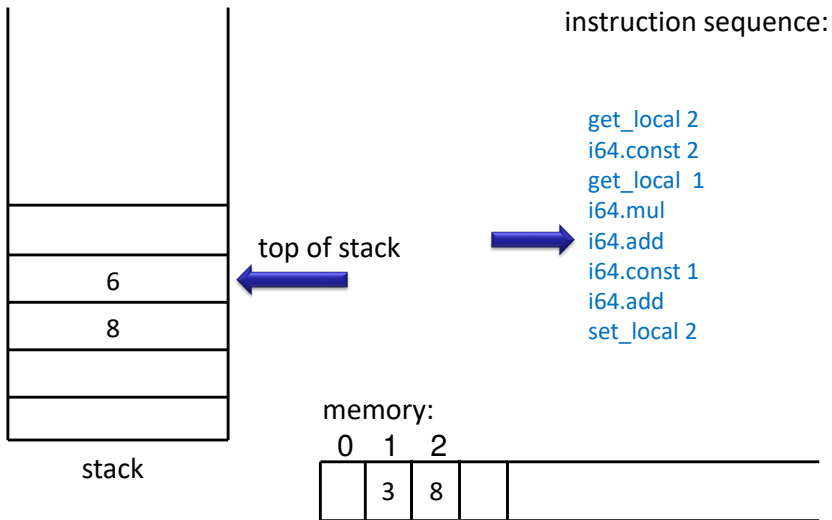 instruction sequence:
get_local 2
i64.const 2
get_local 1
i64.mul
i64.add
i64.const 1
i64.add
set_local 2
top of stack
6
8
stack
memory:
0 1 2
3 8